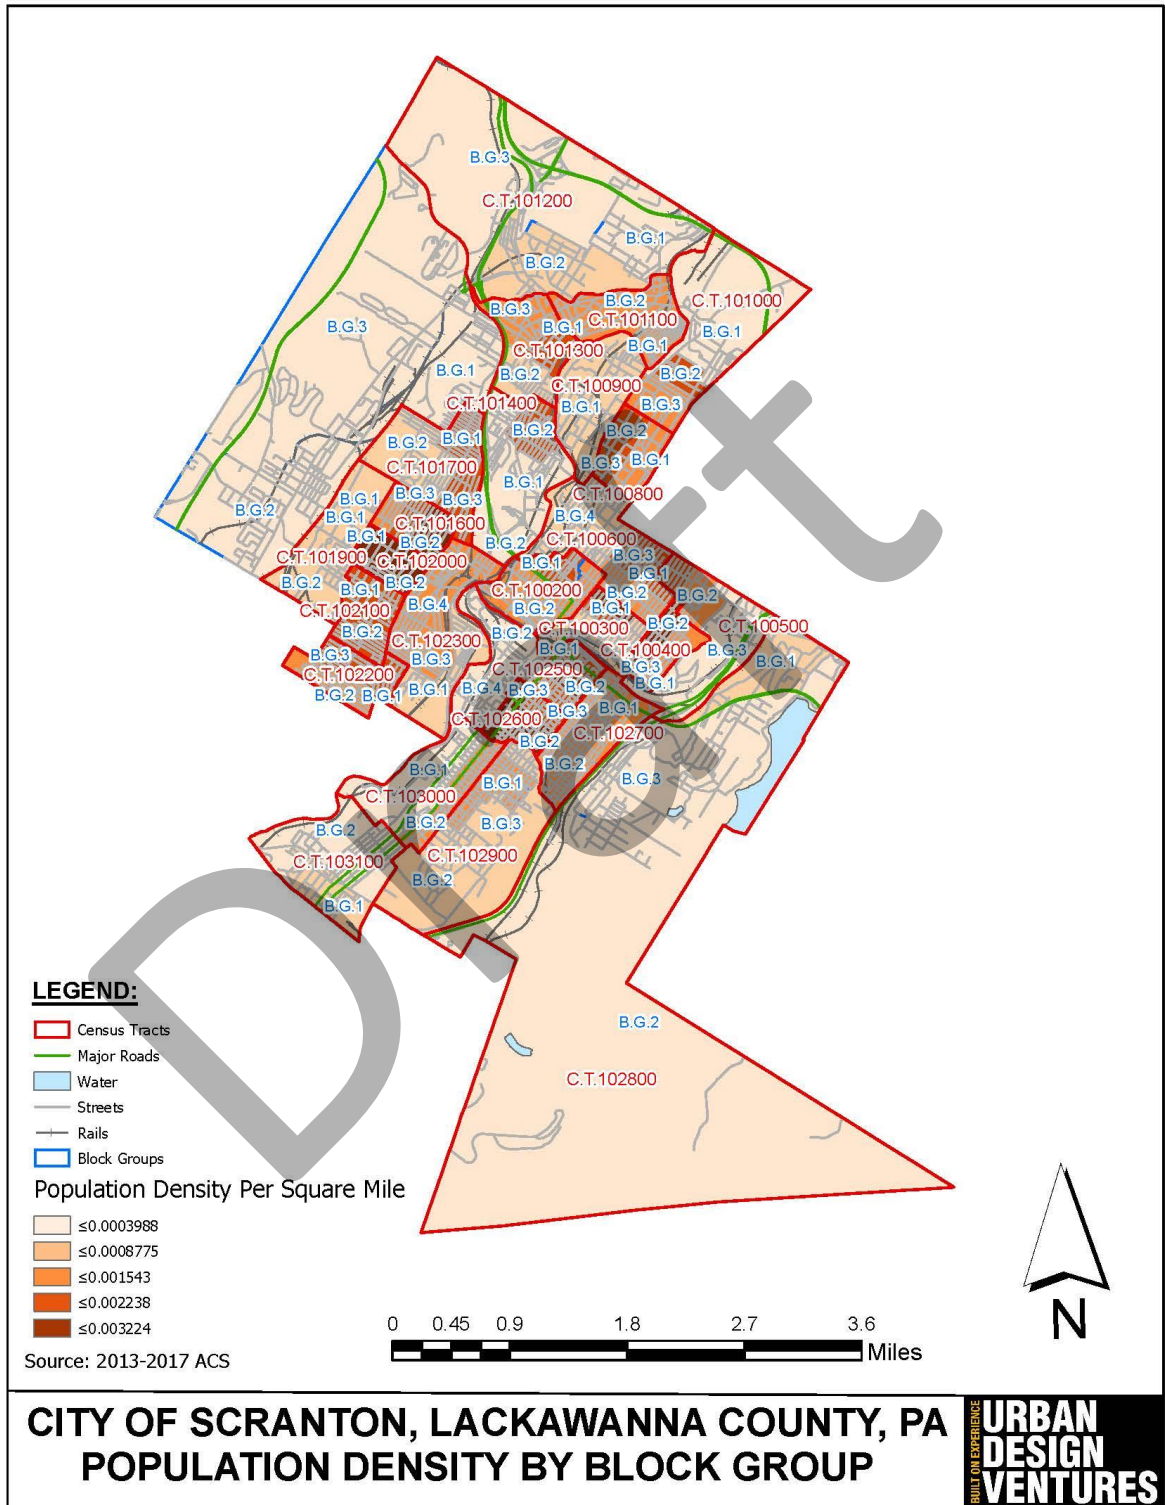 B.G.3
C.T.101200
B.G.1
B.G.2
C.T.101000
B.G.3
B.G.2
C.T.101100
B.G.3
B.G.1
B.G.1
B.G.1
C.T.101300
B.G.1
B.G.2
B.G.2
C.T.100900
C.T.101400
B.G.1
B.G.3
B.G.2
B.G.2
B.G.2
B.G.1
B.G.3
B.G.1
C.T.101700
B.G.1
B.G.3
B.G.3
B.G.1
C.T.100800
B.G.2
B.G.1
B.G.4
C.T.101600
B.G.1
B.G.2
B.G.2
C.T.100600
C.T.101900
C.T.102000
B.G.1
B.G.3
B.G.1
B.G.2
B.G.2
B.G.1
C.T.100200
B.G.2
B.G.2
C.T.102100
B.G.4
B.G.2
B.G.1
C.T.100300
B.G.2
C.T.100500
B.G.2
C.T.102300
B.G.2
B.G.1
C.T.100400
B.G.3
B.G.3
B.G.3
C.T.102500
B.G.3
B.G.1
C.T.102200
B.G.2
B.G.1
B.G.1
B.G.4
B.G.3
B.G.2
B.G.1
C.T.102600
B.G.3
B.G.1
C.T.102700
B.G.2
B.G.2
B.G.1
B.G.1
B.G.3
C.T.103000
B.G.2
B.G.2
B.G.3
C.T.103100
C.T.102900
B.G.2
B.G.1
B.G.2
C.T.102800
Draft
LEGEND:
Census Tracts
Major Roads
Water
Streets
Rails
Block Groups
Population Density Per Square Mile
≤0.0003988
≤0.0008775
≤0.001543
≤0.002238
≤0.003224
Source: 2013-2017 ACS
0 0.45 0.9 1.8 2.7 3.6
Miles
N
CITY OF SCRANTON, LACKAWANNA COUNTY, PA
POPULATION DENSITY BY BLOCK GROUP
BUILT ON EXPERIENCE
URBAN
DESIGN
VENTURES